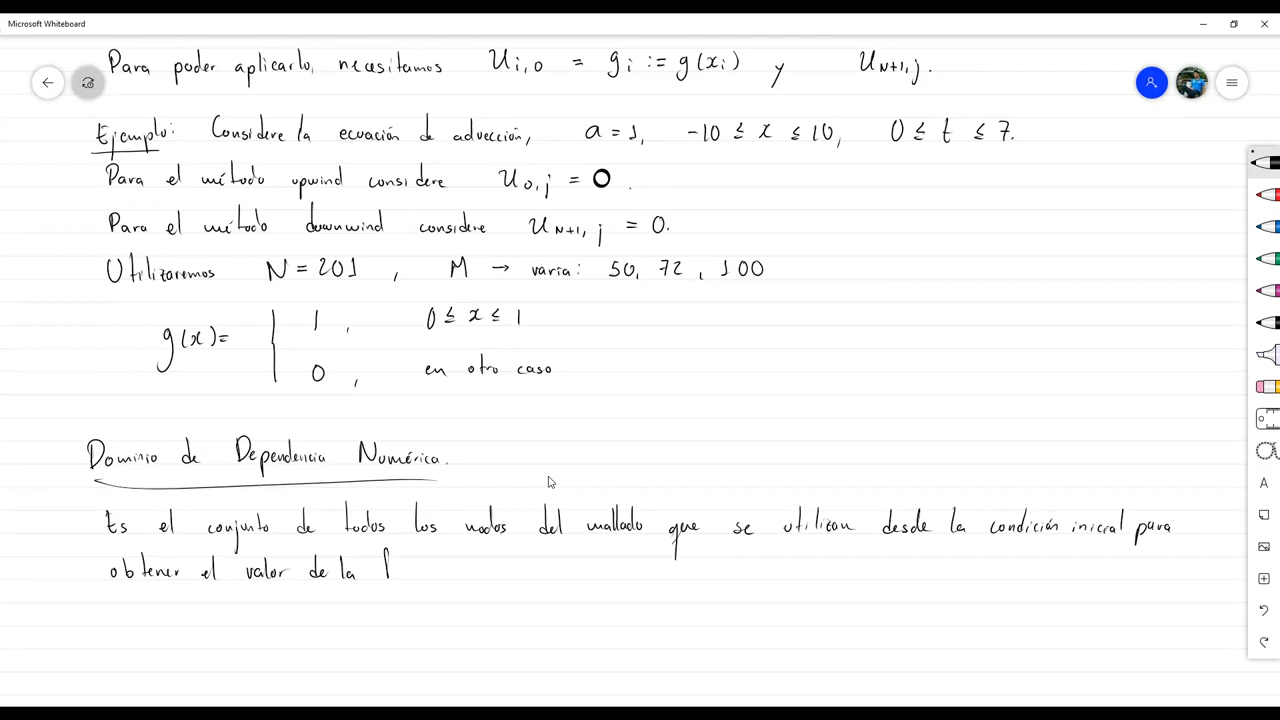 Microsoft Whiteboard
Para poder aplicarlo, necesitamos u_{i,0} = g_i := g(x_i) y u_{N+1,j}.
Ejemplo: Considere la ecuación de advección, a = 1, -10 ≤ x ≤ 10, 0 ≤ t ≤ 7.
Para el método upwind considere u_{0,j} = 0.
Para el método downwind considere u_{N+1,j} = 0.
Utilizaremos N = 201, M → varia: 50, 72, 100
g(x) = { 1, 0 ≤ x ≤ 1
0, en otro caso
Dominio de Dependencia Numérica.
Es el conjunto de todos los nodos del mallado que se utilizan desde la condición inicial para
obtener el valor de la